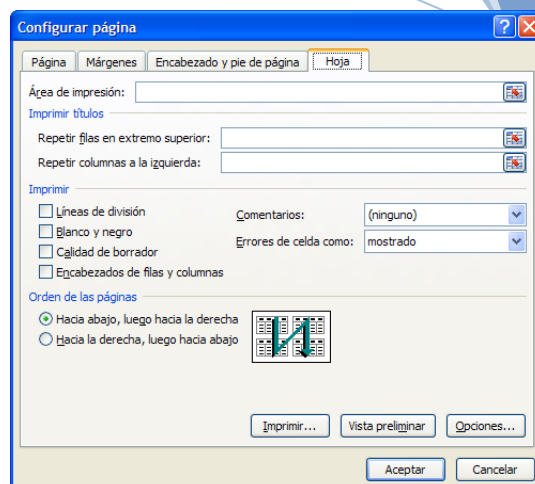 Configurar página
Página Márgenes Encabezado y pie de página Hoja
Área de impresión:
Imprimir títulos
Repetir filas en extremo superior:
Repetir columnas a la izquierda:
Imprimir
Líneas de división Comentarios: (ninguno)
Blanco y negro Errores de celda como: mostrado
Calidad de borrador
Encabezados de filas y columnas
Orden de las páginas
Hacia abajo, luego hacia la derecha
Hacia la derecha, luego hacia abajo
Imprimir... Vista preliminar Opciones...
Aceptar Cancelar